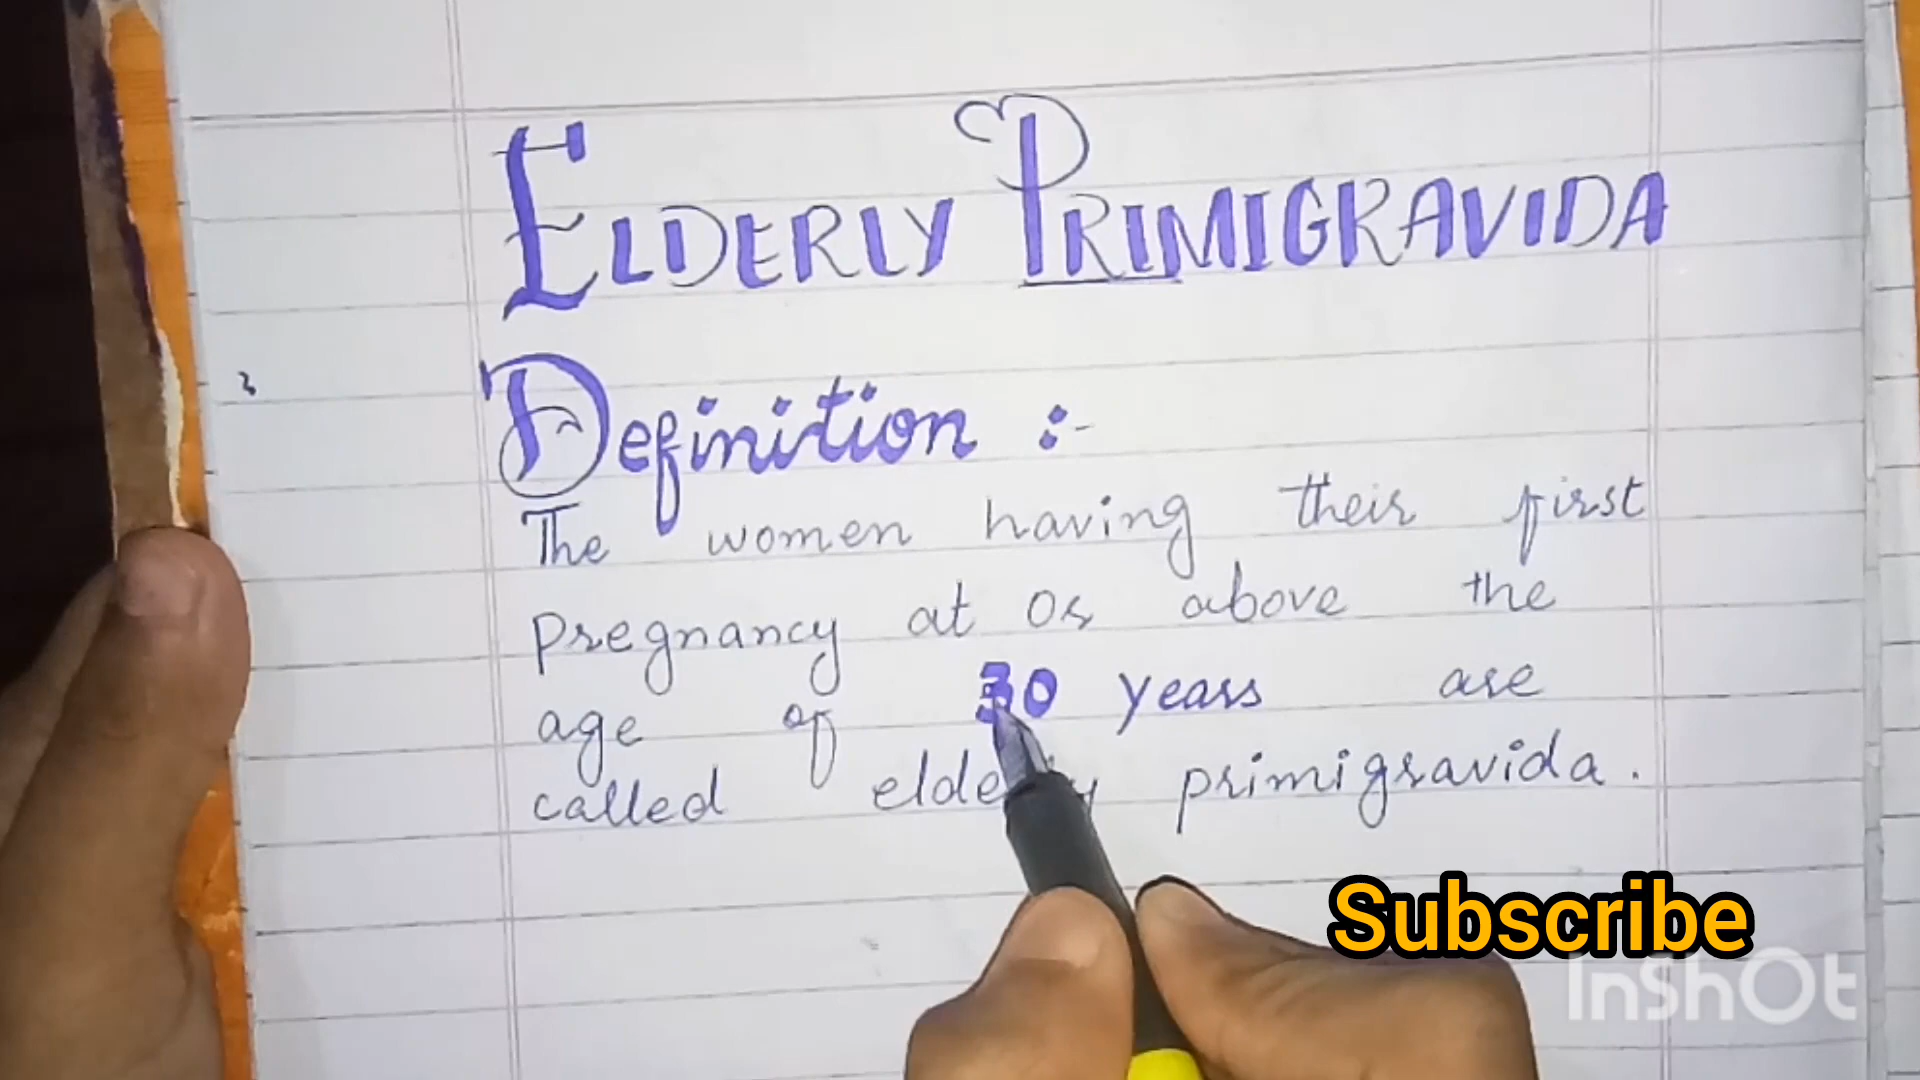 ELDERLY PRIMIGRAVIDA
Definition :-
The women having their first
pregnancy at or above the
age of 30 years are
called elderly primigravida.
Subscribe
InShOt